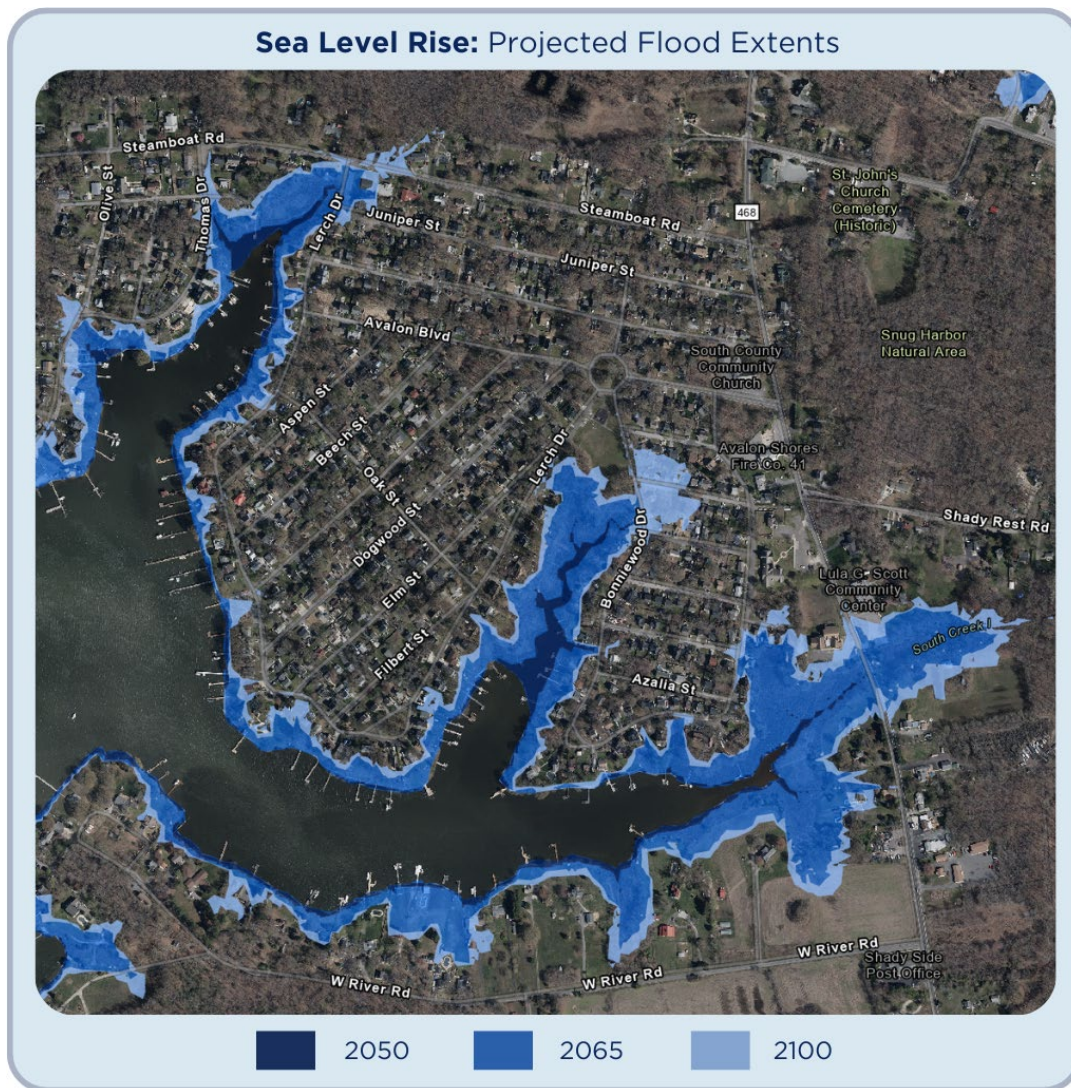 Sea Level Rise: Projected Flood Extents
Steamboat Rd
Olive St
Thomas Dr
Lerch Dr
Juniper St
Steamboat Rd
468
St. John's
Church
Cemetery
(Historic)
Juniper St
Avalon Blvd
South County
Community
Church
Snug Harbor
Natural Area
Aspen St
Beech St
Oak St
Lerch Dr
Avalon Shores
Fire Co. 41
Dogwood St
Bonniewood Dr
Shady Rest Rd
Elm St
Lula G. Scott
Community
Center
South Creek I
Filbert St
Azalia St
W River Rd
W River Rd
W River Rd
Shady Side
Post Office
2050
2065
2100